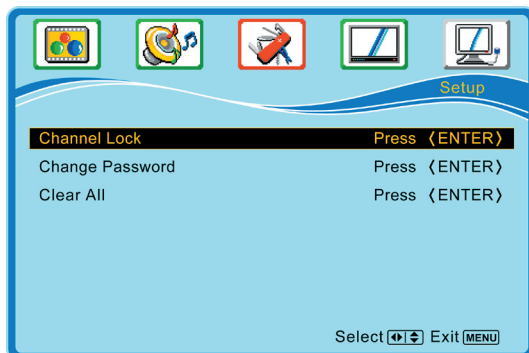 Setup
Channel Lock Press 〈ENTER〉
Change Password Press 〈ENTER〉
Clear All Press 〈ENTER〉
Select Exit MENU